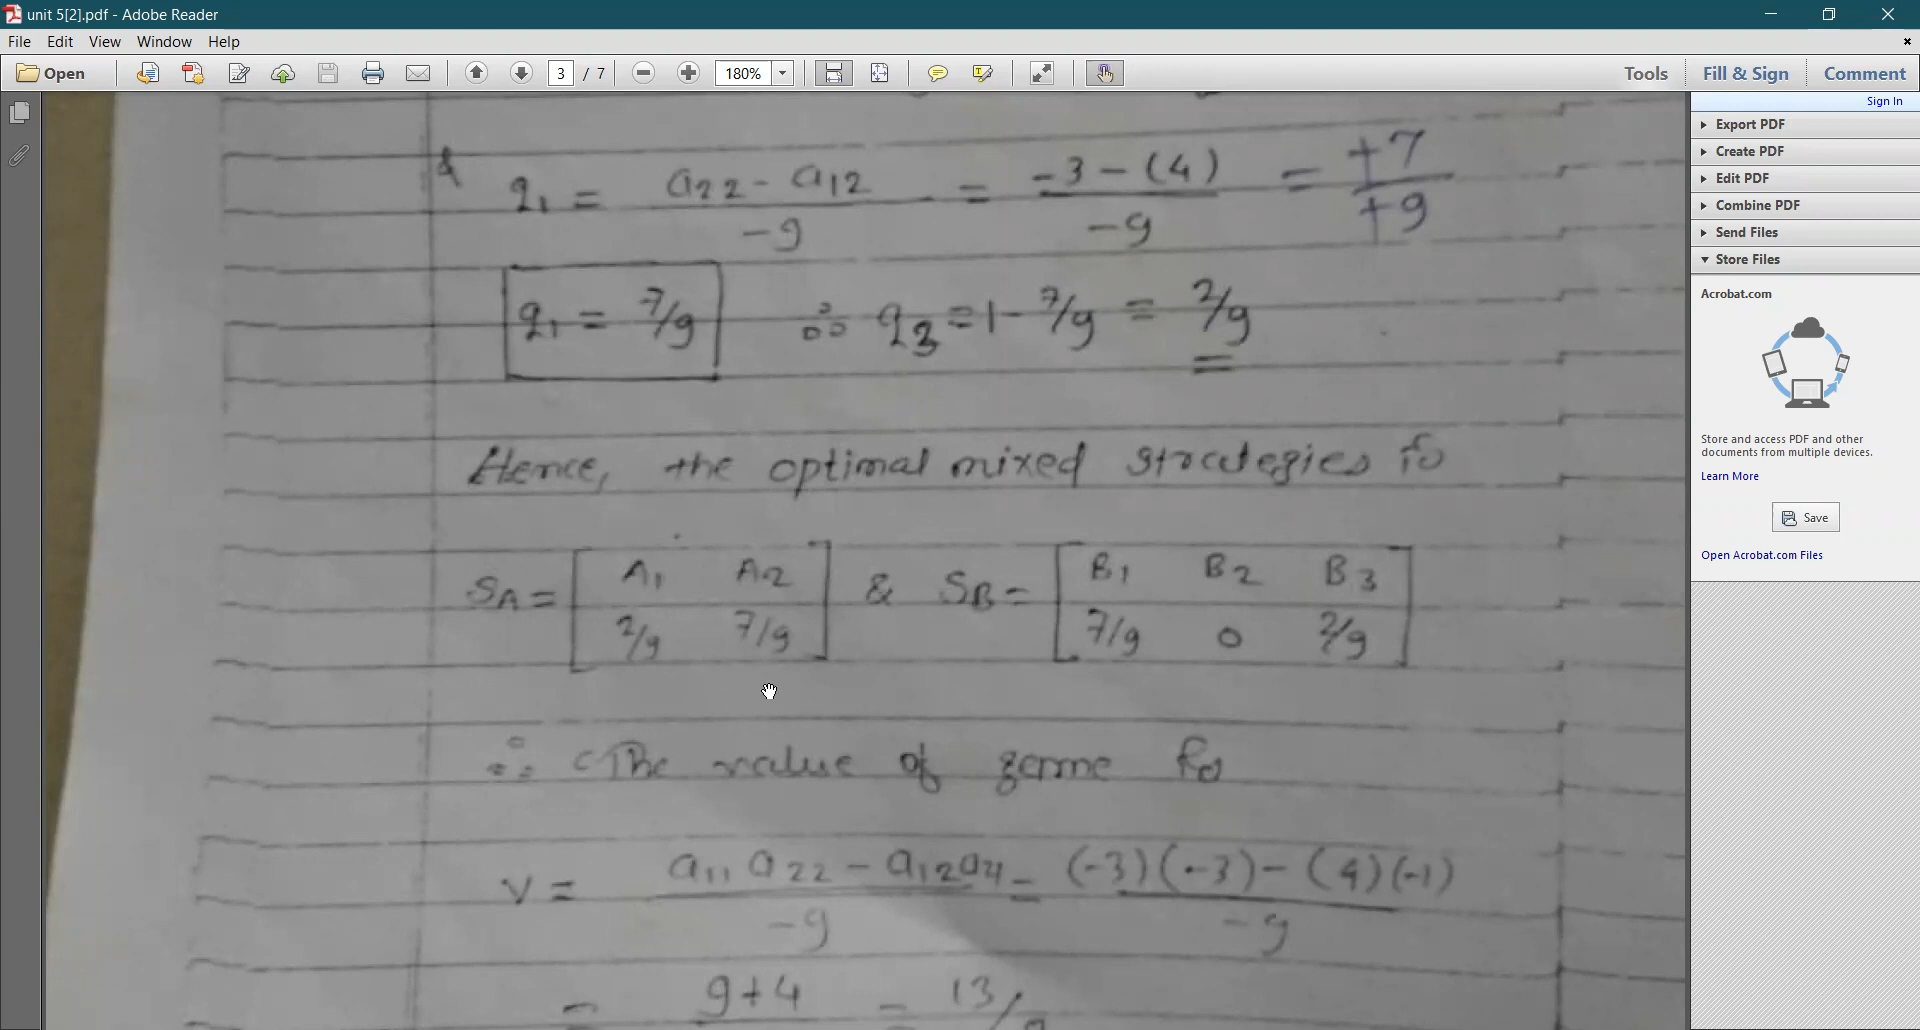 unit 5[2].pdf - Adobe Reader
File Edit View Window Help
Open 3 / 7 180% Tools Fill & Sign Comment
Sign In
Export PDF
Create PDF
Edit PDF
Combine PDF
Send Files
Store Files
Acrobat.com
Store and access PDF and other
documents from multiple devices.
Learn More
Save
Open Acrobat.com Files
& q1 = a22 - a12 / -9 = -3 - (4) / -9 = +7 / +9
q1 = 7/9 ∴ q3 = 1 - 7/9 = 2/9
Hence, the optimal mixed strategies is
SA = [ A1 A2 & SB = [ B1 B2 B3
2/9 7/9 ] 7/9 0 2/9 ]
∴ The value of game is
V = a11 a22 - a12 a21 / -9 = (-3)(-3) - (4)(-1) / -9
= 9+4 = 13/